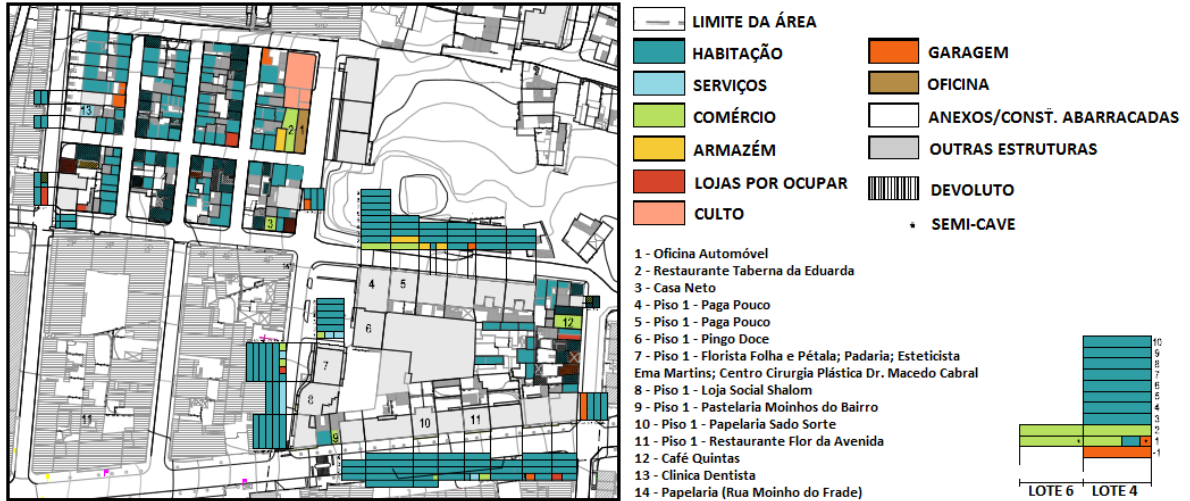 LIMITE DA ÁREA
HABITAÇÃO
GARAGEM
SERVIÇOS
OFICINA
COMÉRCIO
ANEXOS/CONST. ABARRACADAS
ARMAZÉM
OUTRAS ESTRUTURAS
LOJAS POR OCUPAR
DEVOLUTO
CULTO
SEMI-CAVE
1 - Oficina Automóvel
2 - Restaurante Taberna da Eduarda
3 - Casa Neto
4 - Piso 1 - Paga Pouco
5 - Piso 1 - Paga Pouco
6 - Piso 1 - Pingo Doce
7 - Piso 1 - Florista Folha e Pétala; Padaria; Esteticista
Ema Martins; Centro Cirurgia Plástica Dr. Macedo Cabral
8 - Piso 1 - Loja Social Shalom
9 - Piso 1 - Pastelaria Moinhos do Bairro
10 - Piso 1 - Papelaria Sado Sorte
11 - Piso 1 - Restaurante Flor da Avenida
12 - Café Quintas
13 - Clinica Dentista
14 - Papelaria (Rua Moinho do Frade)
13
2
1
3
4
5
6
12
7
8
9
10
11
11
10
9
8
7
6
5
4
3
2
1
-1
LOTE 6
LOTE 4